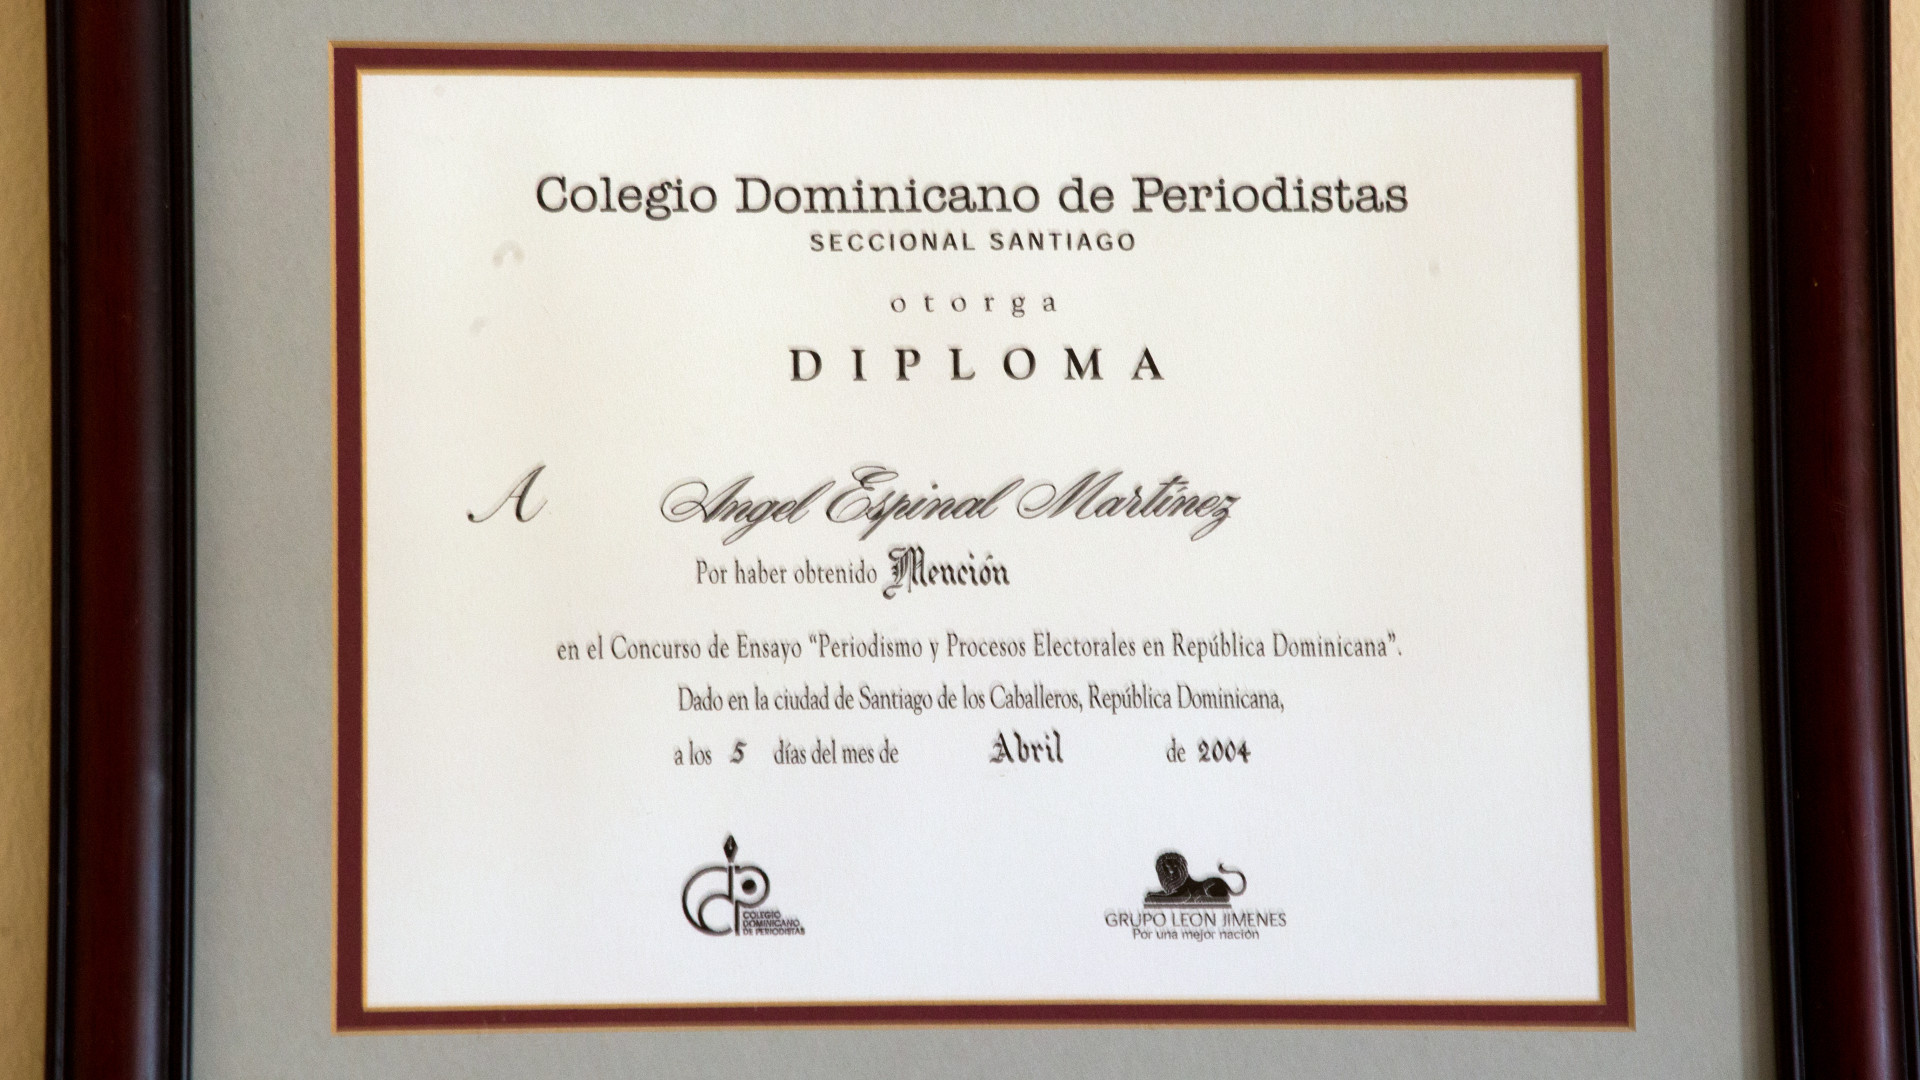 Colegio Dominicano de Periodistas
SECCIONAL SANTIAGO
otorga
DIPLOMA
A Angel Espinal Martínez
Por haber obtenido Mención
en el Concurso de Ensayo “Periodismo y Procesos Electorales en República Dominicana”.
Dado en la ciudad de Santiago de los Caballeros, República Dominicana,
a los 5 días del mes de Abril de 2004
COLEGIO
DOMINICANO
DE PERIODISTAS
GRUPO LEON JIMENES
Por una mejor nación